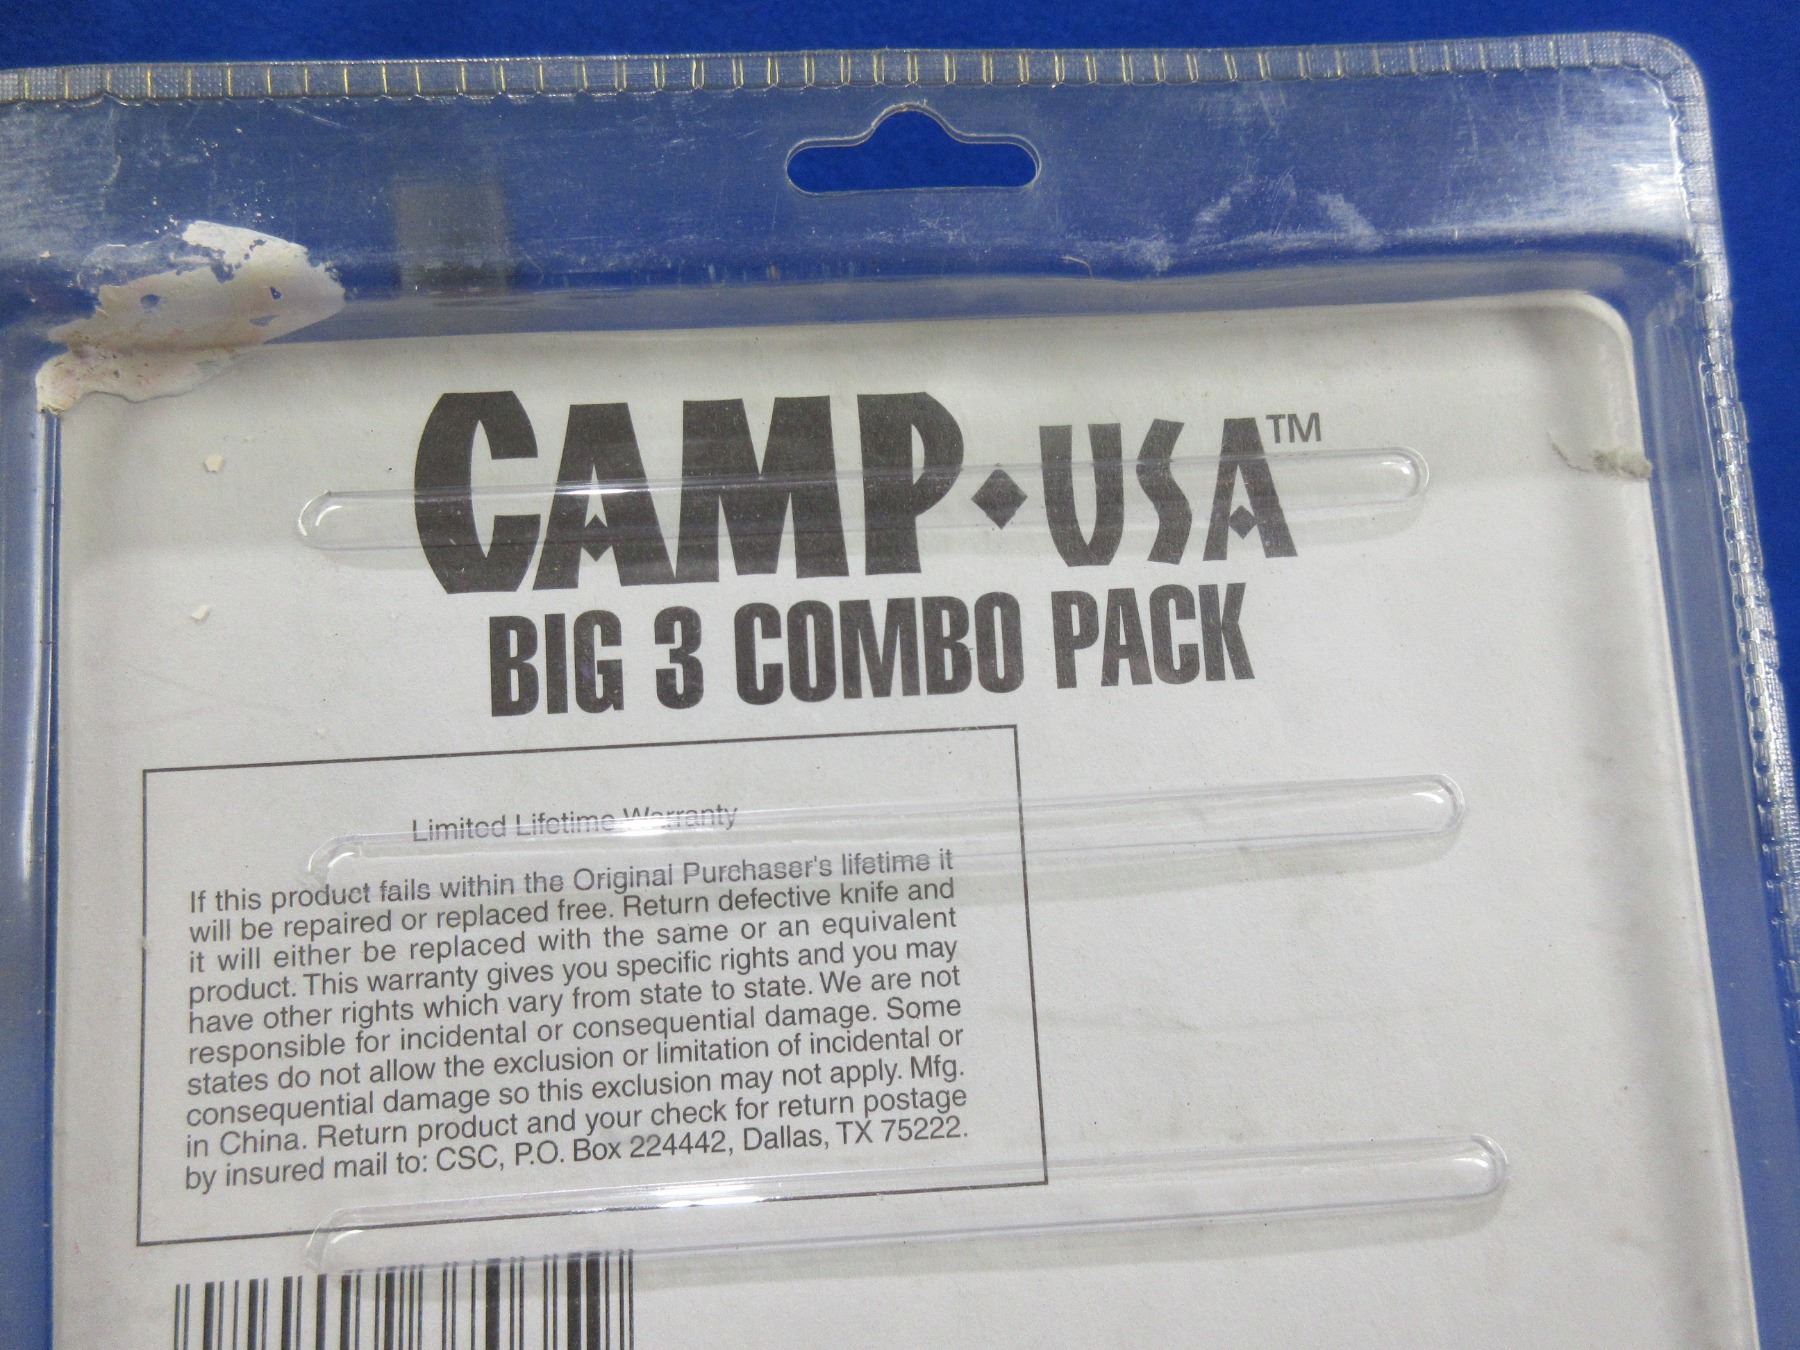 CAMP◆USA™
BIG 3 COMBO PACK
Limited Lifetime Warranty
If this product fails within the Original Purchaser's lifetime it
will be repaired or replaced free. Return defective knife and
it will either be replaced with the same or an equivalent
product. This warranty gives you specific rights and you may
have other rights which vary from state to state. We are not
responsible for incidental or consequential damage. Some
states do not allow the exclusion or limitation of incidental or
consequential damage so this exclusion may not apply. Mfg.
in China. Return product and your check for return postage
by insured mail to: CSC, P.O. Box 224442, Dallas, TX 75222.